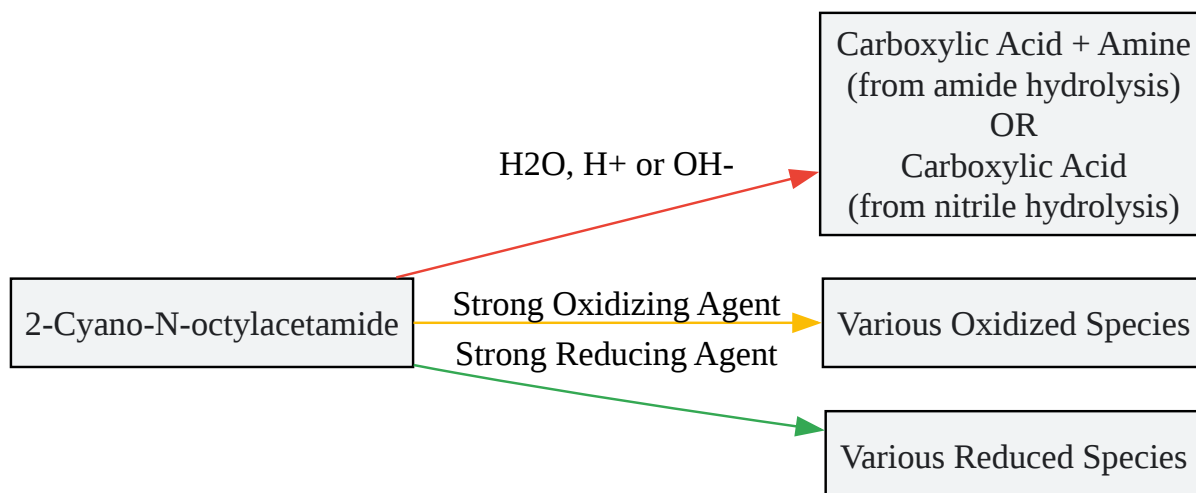 Carboxylic Acid + Amine
(from amide hydrolysis)
OR
Carboxylic Acid
(from nitrile hydrolysis)
H2O, H+ or OH-
2-Cyano-N-octylacetamide
Strong Oxidizing Agent
Various Oxidized Species
Strong Reducing Agent
Various Reduced Species